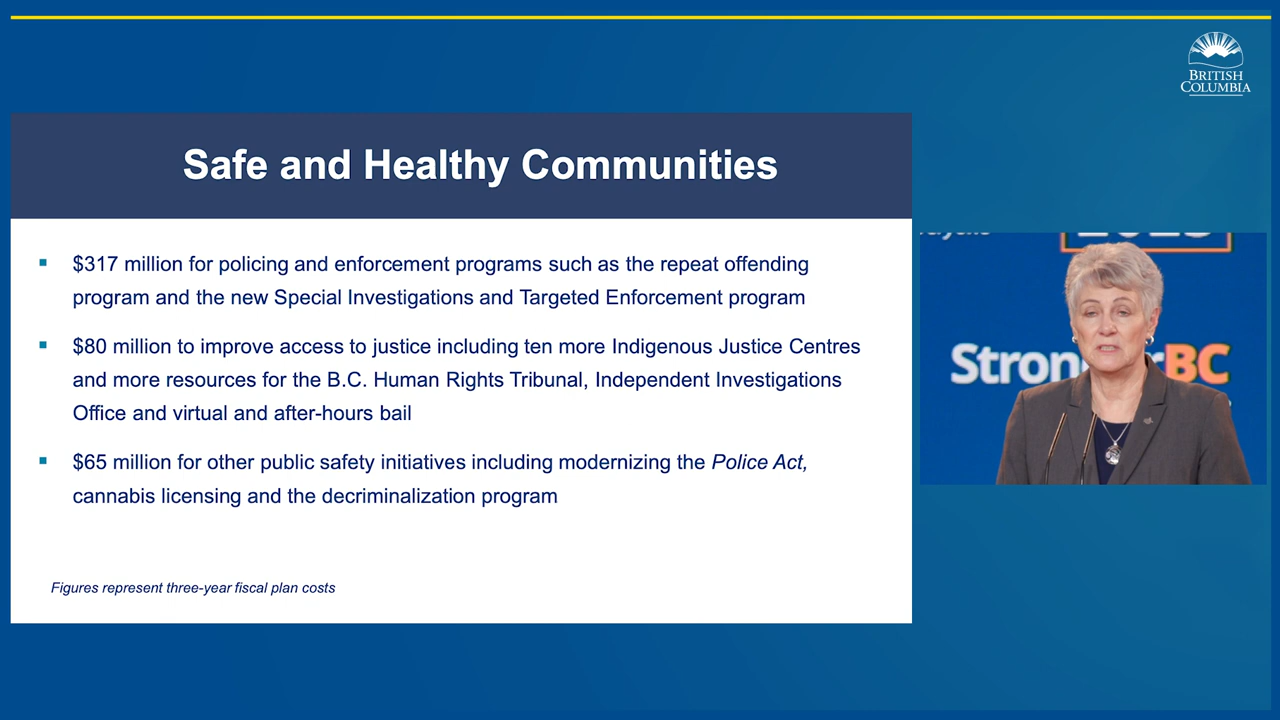 BRITISH
COLUMBIA
Safe and Healthy Communities
$317 million for policing and enforcement programs such as the repeat offending
program and the new Special Investigations and Targeted Enforcement program
$80 million to improve access to justice including ten more Indigenous Justice Centres
and more resources for the B.C. Human Rights Tribunal, Independent Investigations
Office and virtual and after-hours bail
$65 million for other public safety initiatives including modernizing the Police Act,
cannabis licensing and the decriminalization program
Figures represent three-year fiscal plan costs
2023
StrongerBC